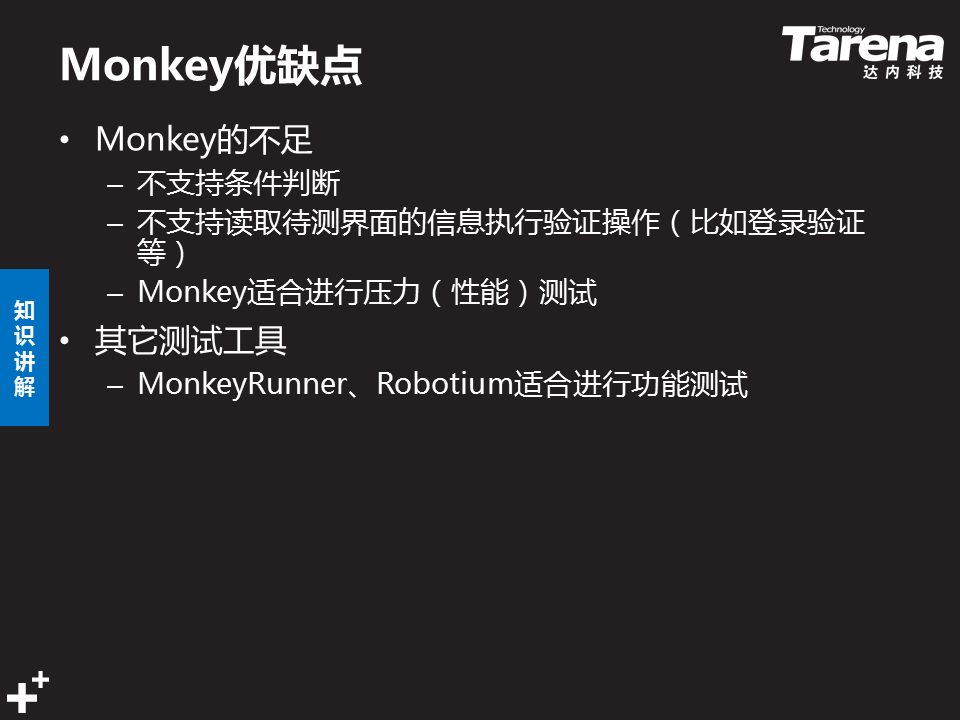 Monkey优缺点
Technology
Tarena
达内科技
• Monkey的不足
– 不支持条件判断
– 不支持读取待测界面的信息执行验证操作（比如登录验证
等）
– Monkey适合进行压力（性能）测试
知识讲解
• 其它测试工具
– MonkeyRunner、Robotium适合进行功能测试